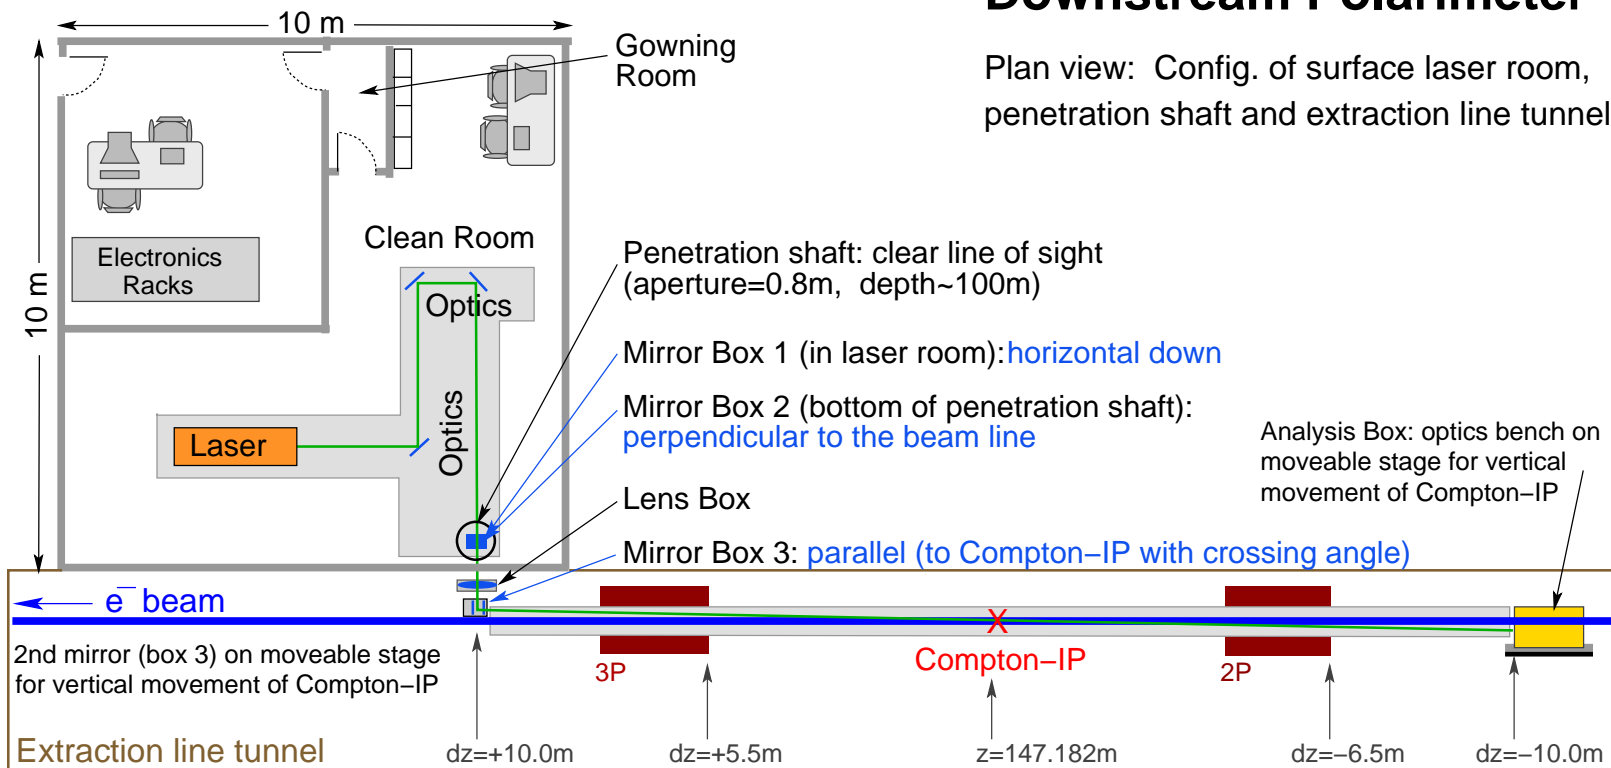 Downstream Polarimeter
Plan view: Config. of surface laser room,
penetration shaft and extraction line tunnel
10 m
10 m
Gowning
Room
Electronics
Racks
Clean Room
Optics
Optics
Laser
Penetration shaft: clear line of sight
(aperture=0.8m, depth~100m)
Mirror Box 1 (in laser room): horizontal down
Mirror Box 2 (bottom of penetration shaft):
perpendicular to the beam line
Lens Box
Mirror Box 3: parallel (to Compton−IP with crossing angle)
Analysis Box: optics bench on
moveable stage for vertical
movement of Compton−IP
e− beam
2nd mirror (box 3) on moveable stage
for vertical movement of Compton−IP
3P
Compton−IP
2P
X
Extraction line tunnel
dz=+10.0m
dz=+5.5m
z=147.182m
dz=−6.5m
dz=−10.0m